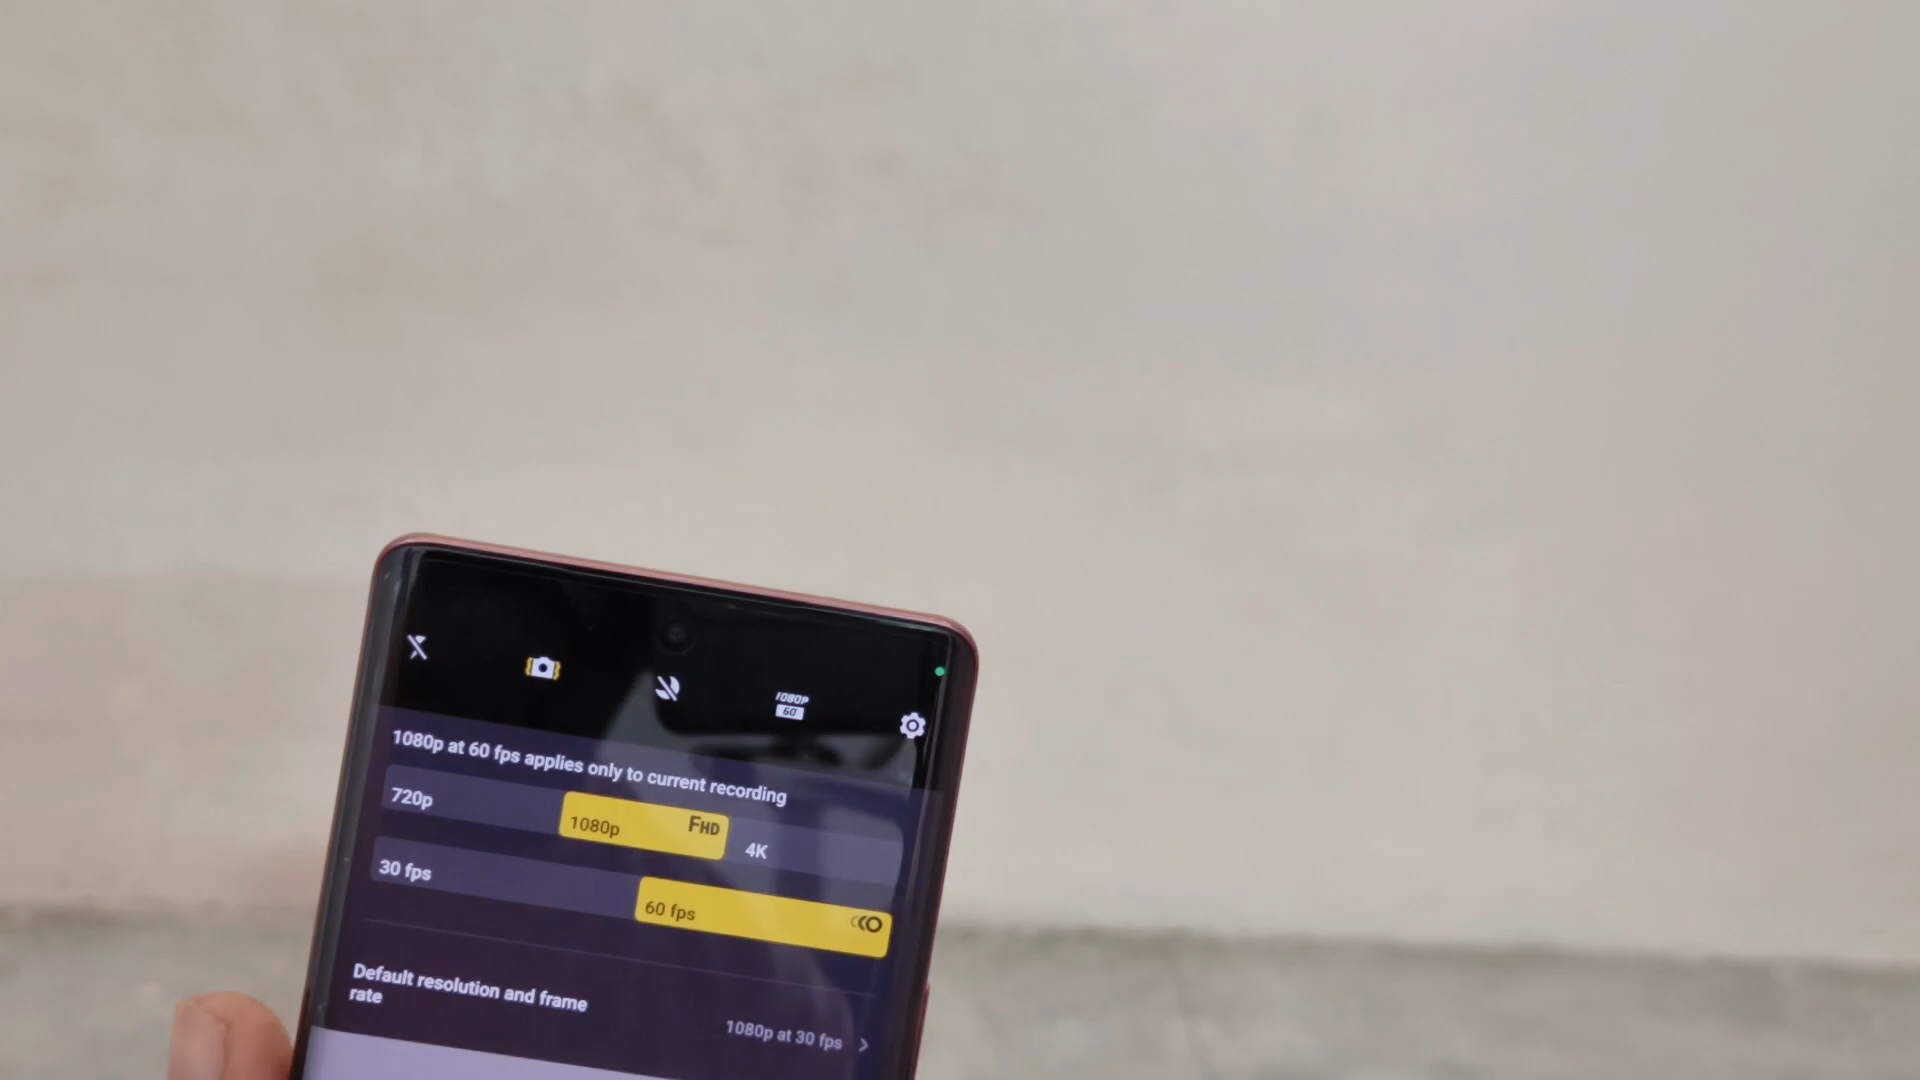 1080P
60
1080p at 60 fps applies only to current recording
720p
1080p FHD
4K
30 fps
60 fps
Default resolution and frame
rate
1080p at 30 fps